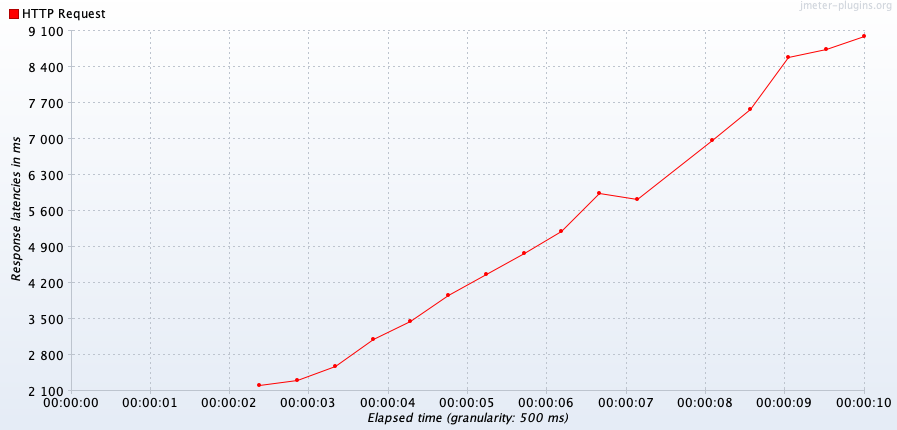 jmeter-plugins.org
HTTP Request
9 100
8 400
7 700
7 000
6 300
5 600
4 900
4 200
3 500
2 800
2 100
Response latencies in ms
00:00:00 00:00:01 00:00:02 00:00:03 00:00:04 00:00:05 00:00:06 00:00:07 00:00:08 00:00:09 00:00:10
Elapsed time (granularity: 500 ms)